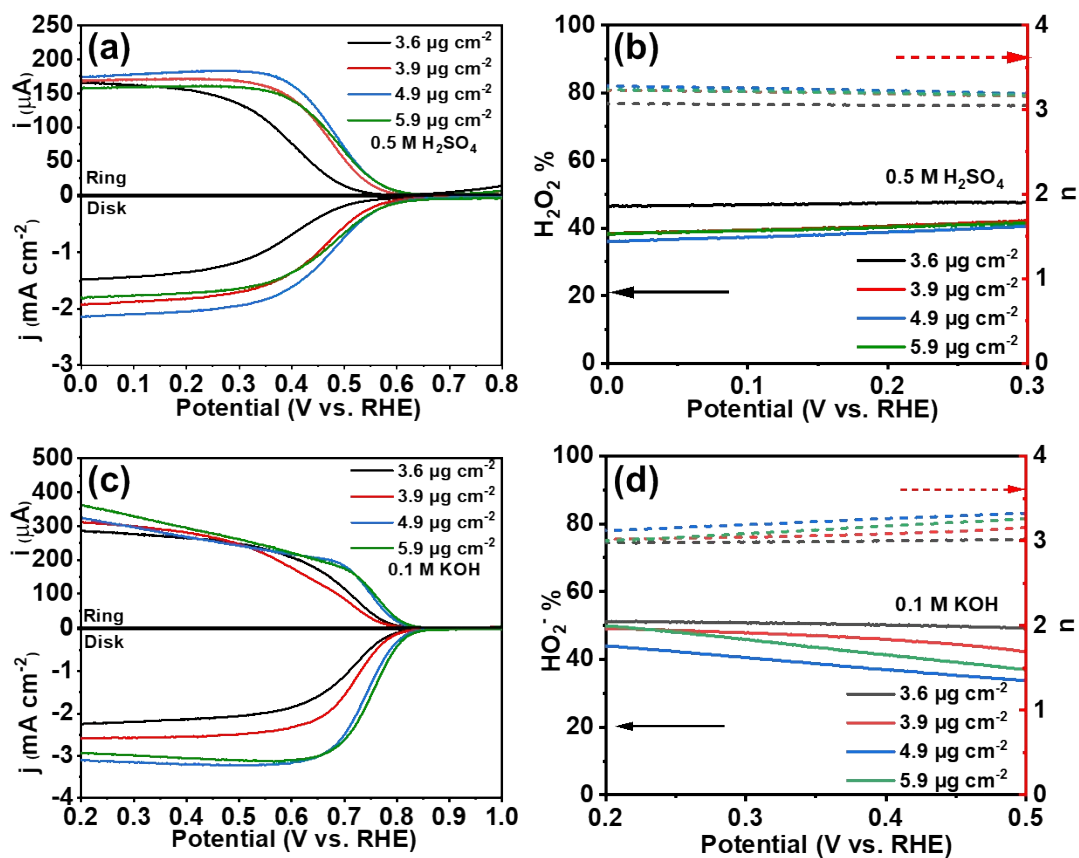 (a)
3.6 µg cm-2
3.9 µg cm-2
4.9 µg cm-2
5.9 µg cm-2
0.5 M H2SO4
Ring
Disk
250
200
150
100
50
0
-1
-2
-3
i (µA)
j (mA cm-2)
0.0 0.1 0.2 0.3 0.4 0.5 0.6 0.7 0.8
Potential (V vs. RHE)
(b)
100
80
60
40
20
0
H2O2 %
4
3
2
1
0
n
0.5 M H2SO4
3.6 µg cm-2
3.9 µg cm-2
4.9 µg cm-2
5.9 µg cm-2
0.0 0.1 0.2 0.3
Potential (V vs. RHE)
(c)
3.6 µg cm-2
3.9 µg cm-2
4.9 µg cm-2
5.9 µg cm-2
0.1 M KOH
Ring
Disk
500
400
300
200
100
0
-1
-2
-3
-4
i (µA)
j (mA cm-2)
0.2 0.3 0.4 0.5 0.6 0.7 0.8 0.9 1.0
Potential (V vs. RHE)
(d)
100
80
60
40
20
0
HO2- %
4
3
2
1
0
n
0.1 M KOH
3.6 µg cm-2
3.9 µg cm-2
4.9 µg cm-2
5.9 µg cm-2
0.2 0.3 0.4 0.5
Potential (V vs. RHE)